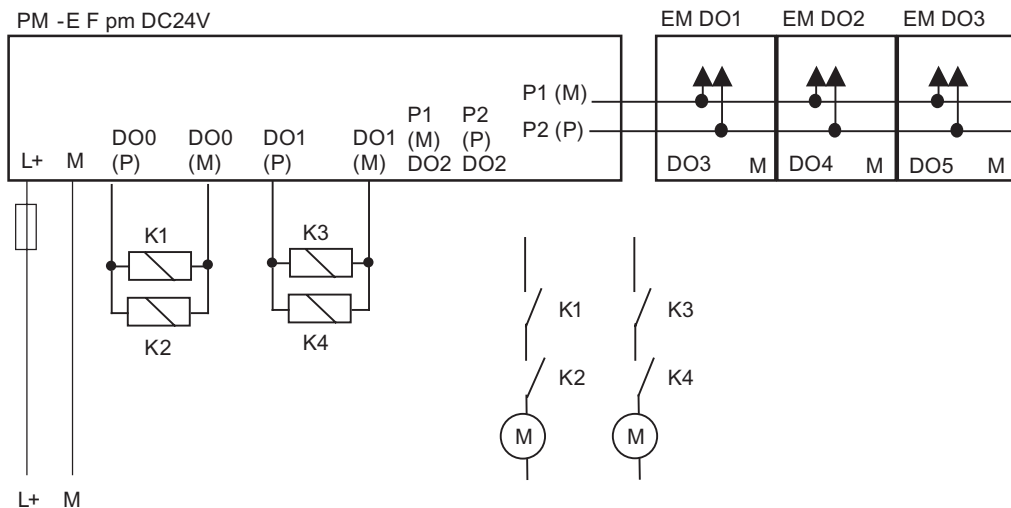 PM -E F pm DC24V
EM DO1 EM DO2 EM DO3
P1 (M)
P2 (P)
L+ M
DO0
(P)
DO0
(M)
DO1
(P)
DO1
(M)
P1
(M)
DO2
P2
(P)
DO2
DO3 M
DO4 M
DO5 M
K1
K2
K3
K4
K1
K2
M
K3
K4
M
L+ M